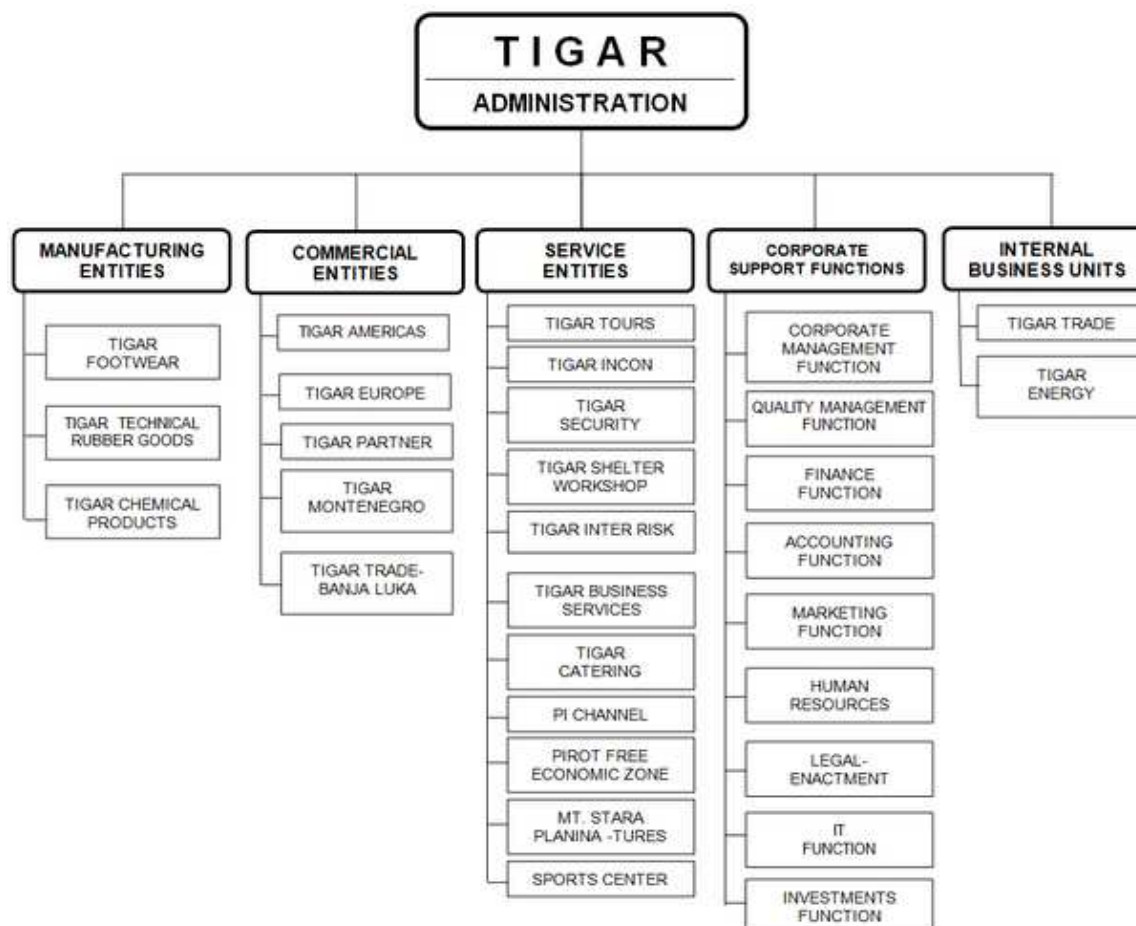 T I G A R
ADMINISTRATION
MANUFACTURING
ENTITIES
TIGAR
FOOTWEAR
TIGAR TECHNICAL
RUBBER GOODS
TIGAR CHEMICAL
PRODUCTS
COMMERCIAL
ENTITIES
TIGAR AMERICAS
TIGAR EUROPE
TIGAR PARTNER
TIGAR
MONTENEGRO
TIGAR TRADE-
BANJA LUKA
SERVICE
ENTITIES
TIGAR TOURS
TIGAR INCON
TIGAR
SECURITY
TIGAR SHELTER
WORKSHOP
TIGAR INTER RISK
TIGAR BUSINESS
SERVICES
TIGAR
CATERING
PI CHANNEL
PIROT FREE
ECONOMIC ZONE
MT. STARA
PLANINA -TURES
SPORTS CENTER
CORPORATE
SUPPORT FUNCTIONS
CORPORATE
MANAGEMENT
FUNCTION
QUALITY MANAGEMENT
FUNCTION
FINANCE
FUNCTION
ACCOUNTING
FUNCTION
MARKETING
FUNCTION
HUMAN
RESOURCES
LEGAL-
ENACTMENT
IT
FUNCTION
INVESTMENTS
FUNCTION
INTERNAL
BUSINESS UNITS
TIGAR TRADE
TIGAR
ENERGY